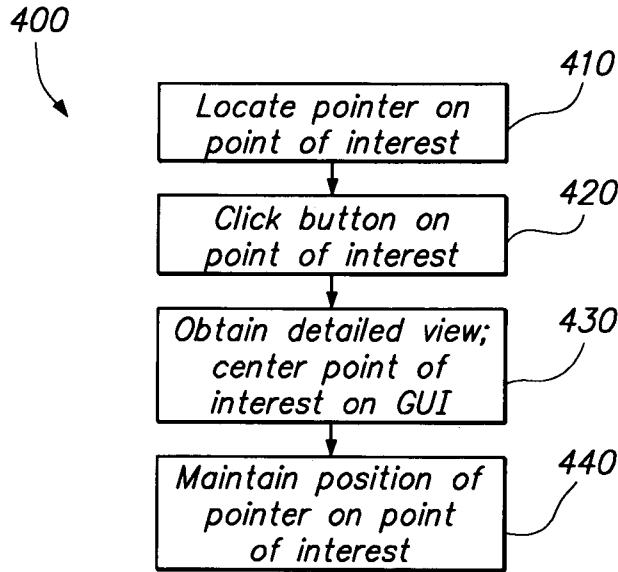 400
410
Locate pointer on
point of interest
420
Click button on
point of interest
430
Obtain detailed view;
center point of
interest on GUI
440
Maintain position of
pointer on point
of interest